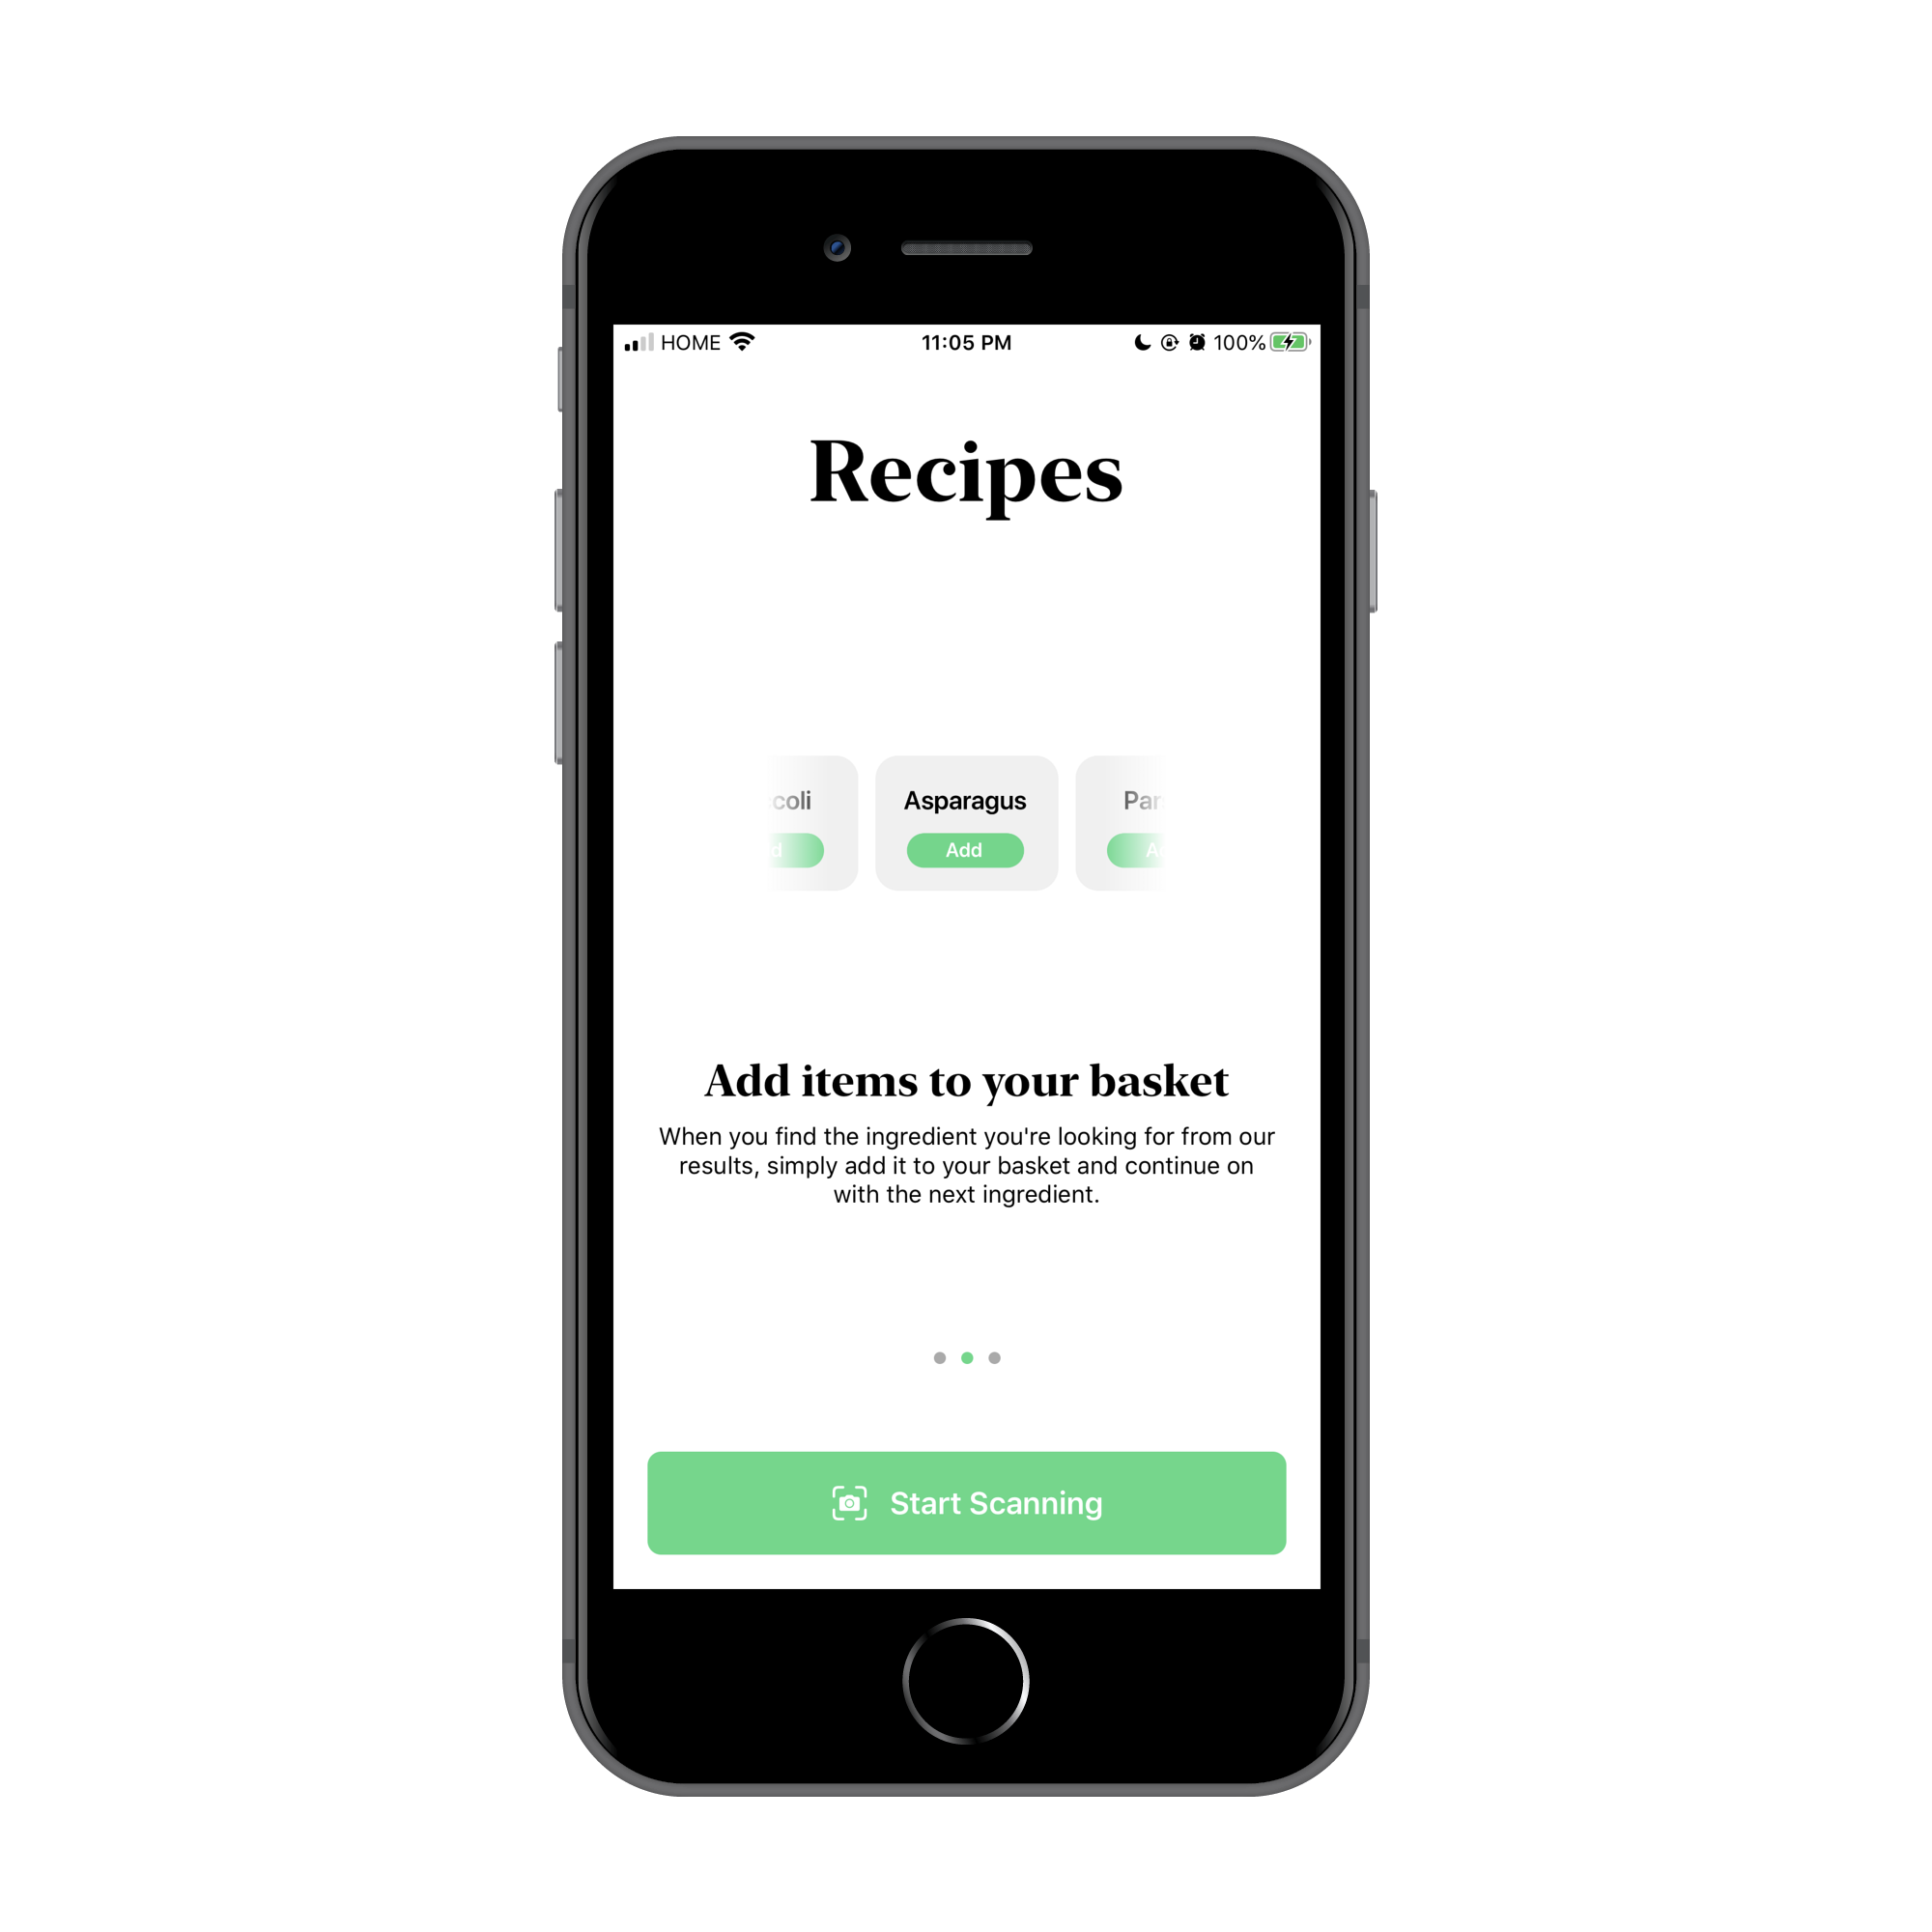 HOME 11:05 PM 100%
Recipes
coli Asparagus Par
d Add A
Add items to your basket
When you find the ingredient you're looking for from our
results, simply add it to your basket and continue on
with the next ingredient.
Start Scanning